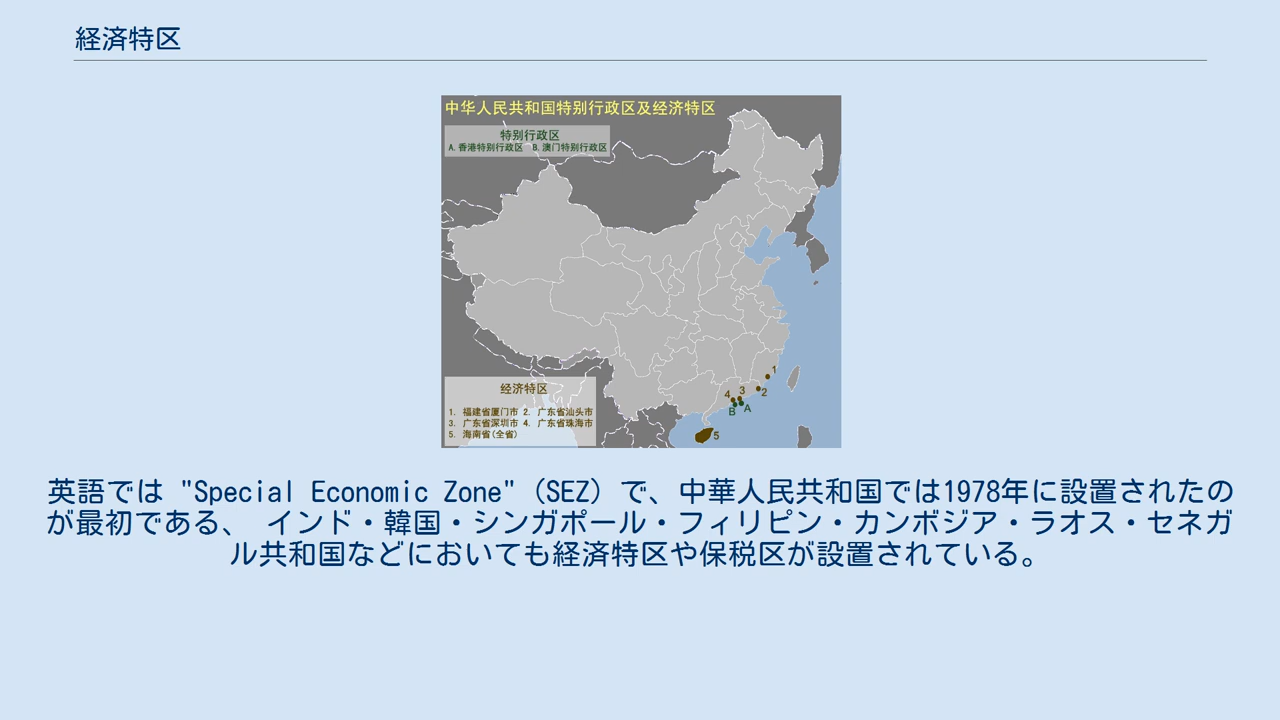 経済特区
中华人民共和国特别行政区及经济特区
特别行政区
A.香港特别行政区 B.澳门特别行政区
1
2
3
4
A
B
5
经济特区
1. 福建省厦门市 2. 广东省汕头市
3. 广东省深圳市 4. 广东省珠海市
5. 海南省(全省)
英語では "Special Economic Zone"（SEZ）で、中華人民共和国では1978年に設置されたの
が最初である、 インド・韓国・シンガポール・フィリピン・カンボジア・ラオス・セネガ
ル共和国などにおいても経済特区や保税区が設置されている。